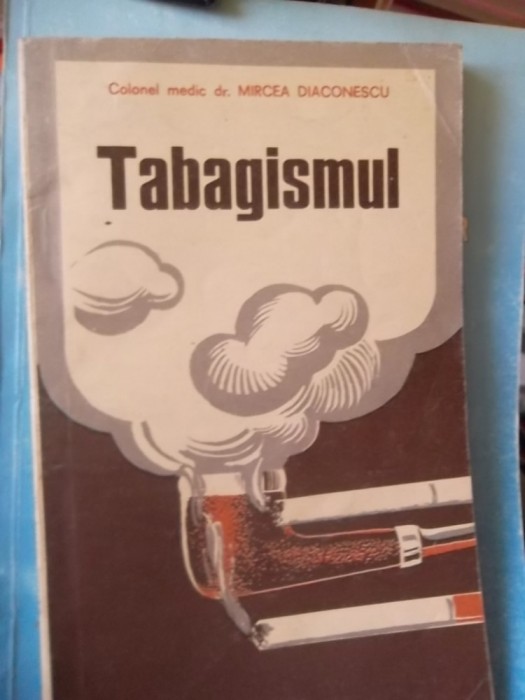 Colonel medic dr. MIRCEA DIACONESCU
Tabagismul